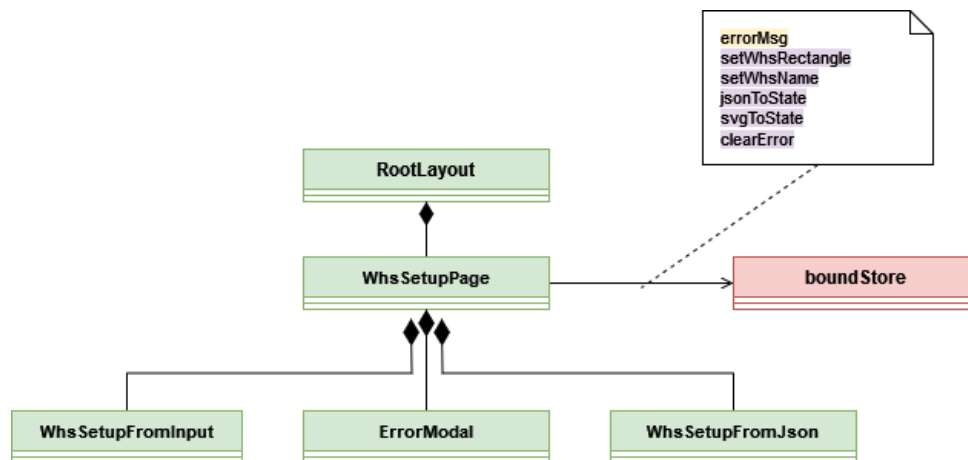 errorMsg
setWhsRectangle
setWhsName
jsonToState
svgToState
clearError
RootLayout
WhsSetupPage
boundStore
WhsSetupFromInput
ErrorModal
WhsSetupFromJson